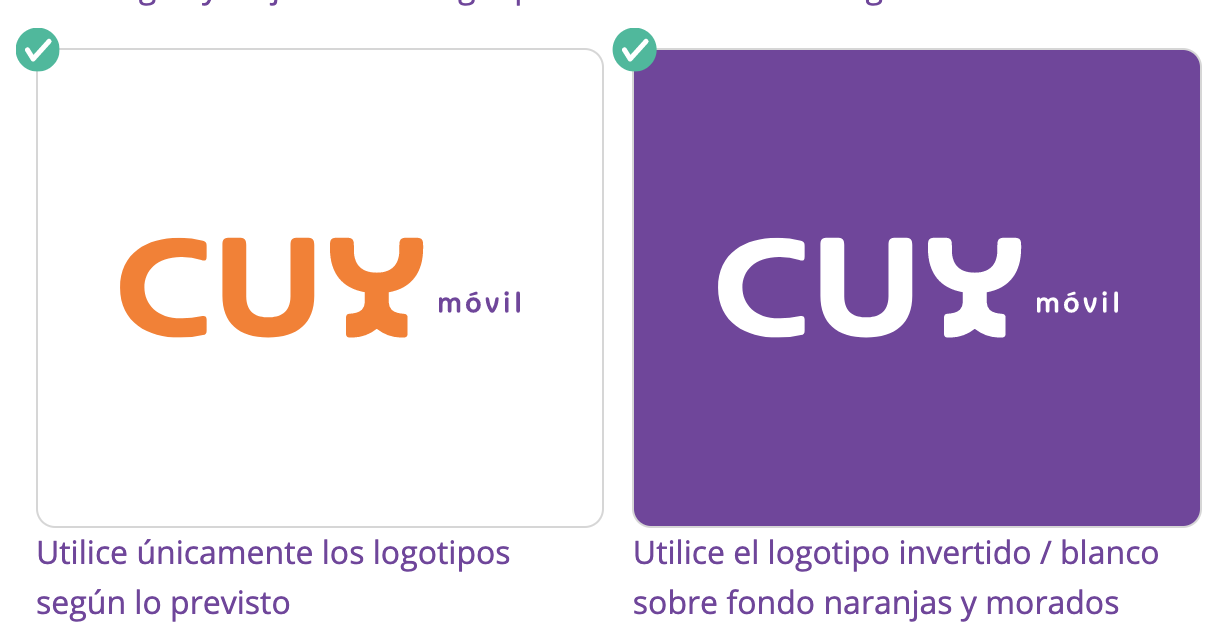 CUY móvil
CUY móvil
Utilice únicamente los logotipos
según lo previsto
Utilice el logotipo invertido / blanco
sobre fondo naranjas y morados